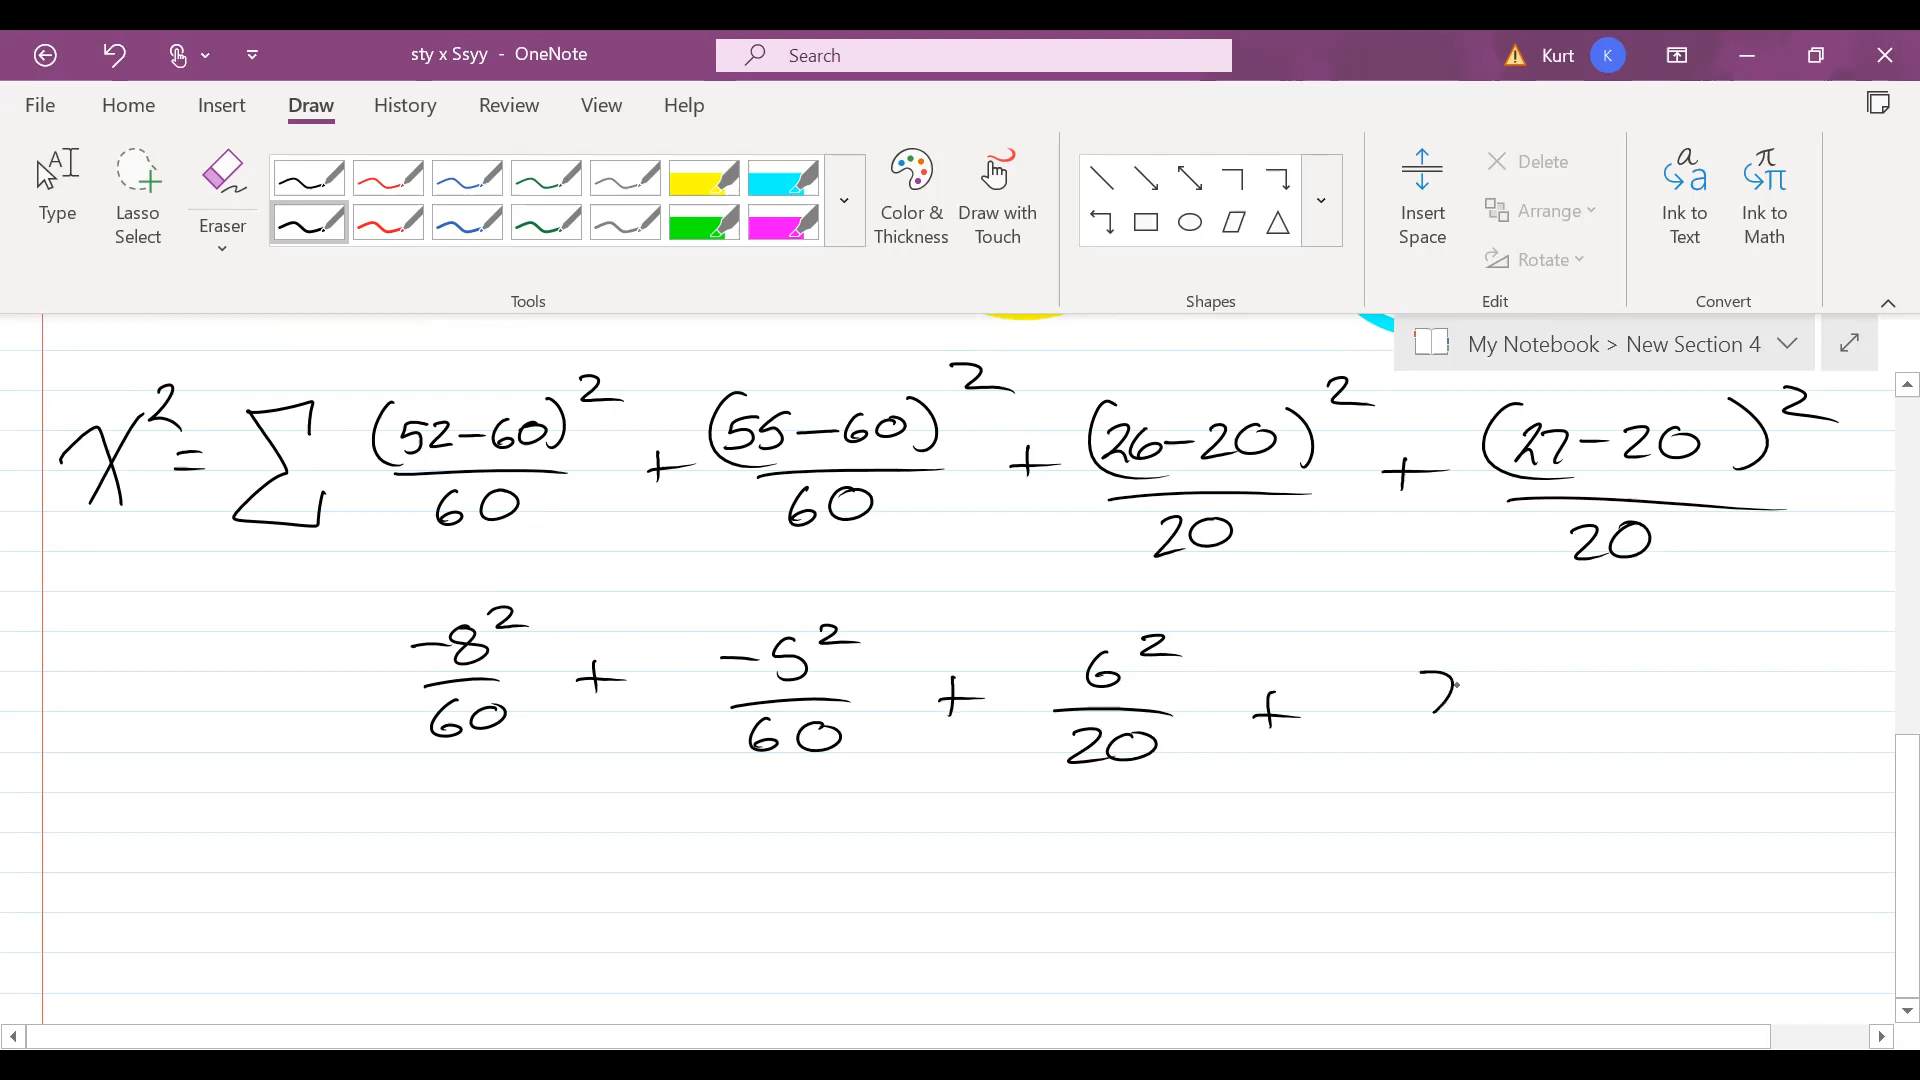 sty x Ssyy - OneNote
Search
Kurt
K
File Home Insert Draw History Review View Help
Type
Lasso Select
Eraser
Color & Thickness
Draw with Touch
Insert Space
Delete
Arrange
Rotate
Ink to Text
Ink to Math
Tools Shapes Edit Convert
My Notebook > New Section 4
χ² = Σ (52-60)²/60 + (55-60)²/60 + (26-20)²/20 + (27-20)²/20
-8²/60 + -5²/60 + 6²/20 + 7